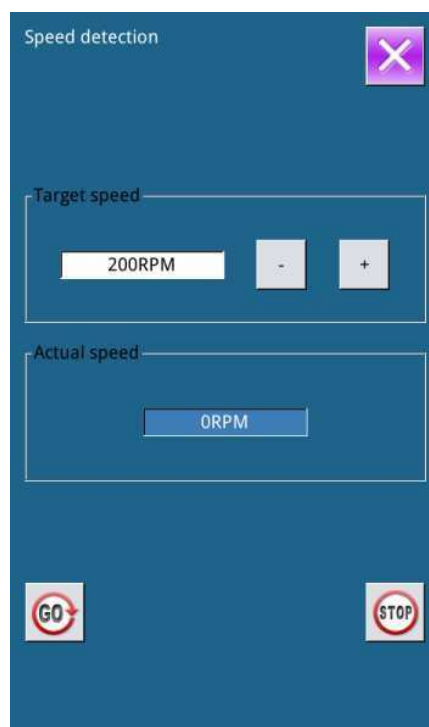 Speed detection
Target speed
200RPM
-
+
Actual speed
0RPM
GO
STOP